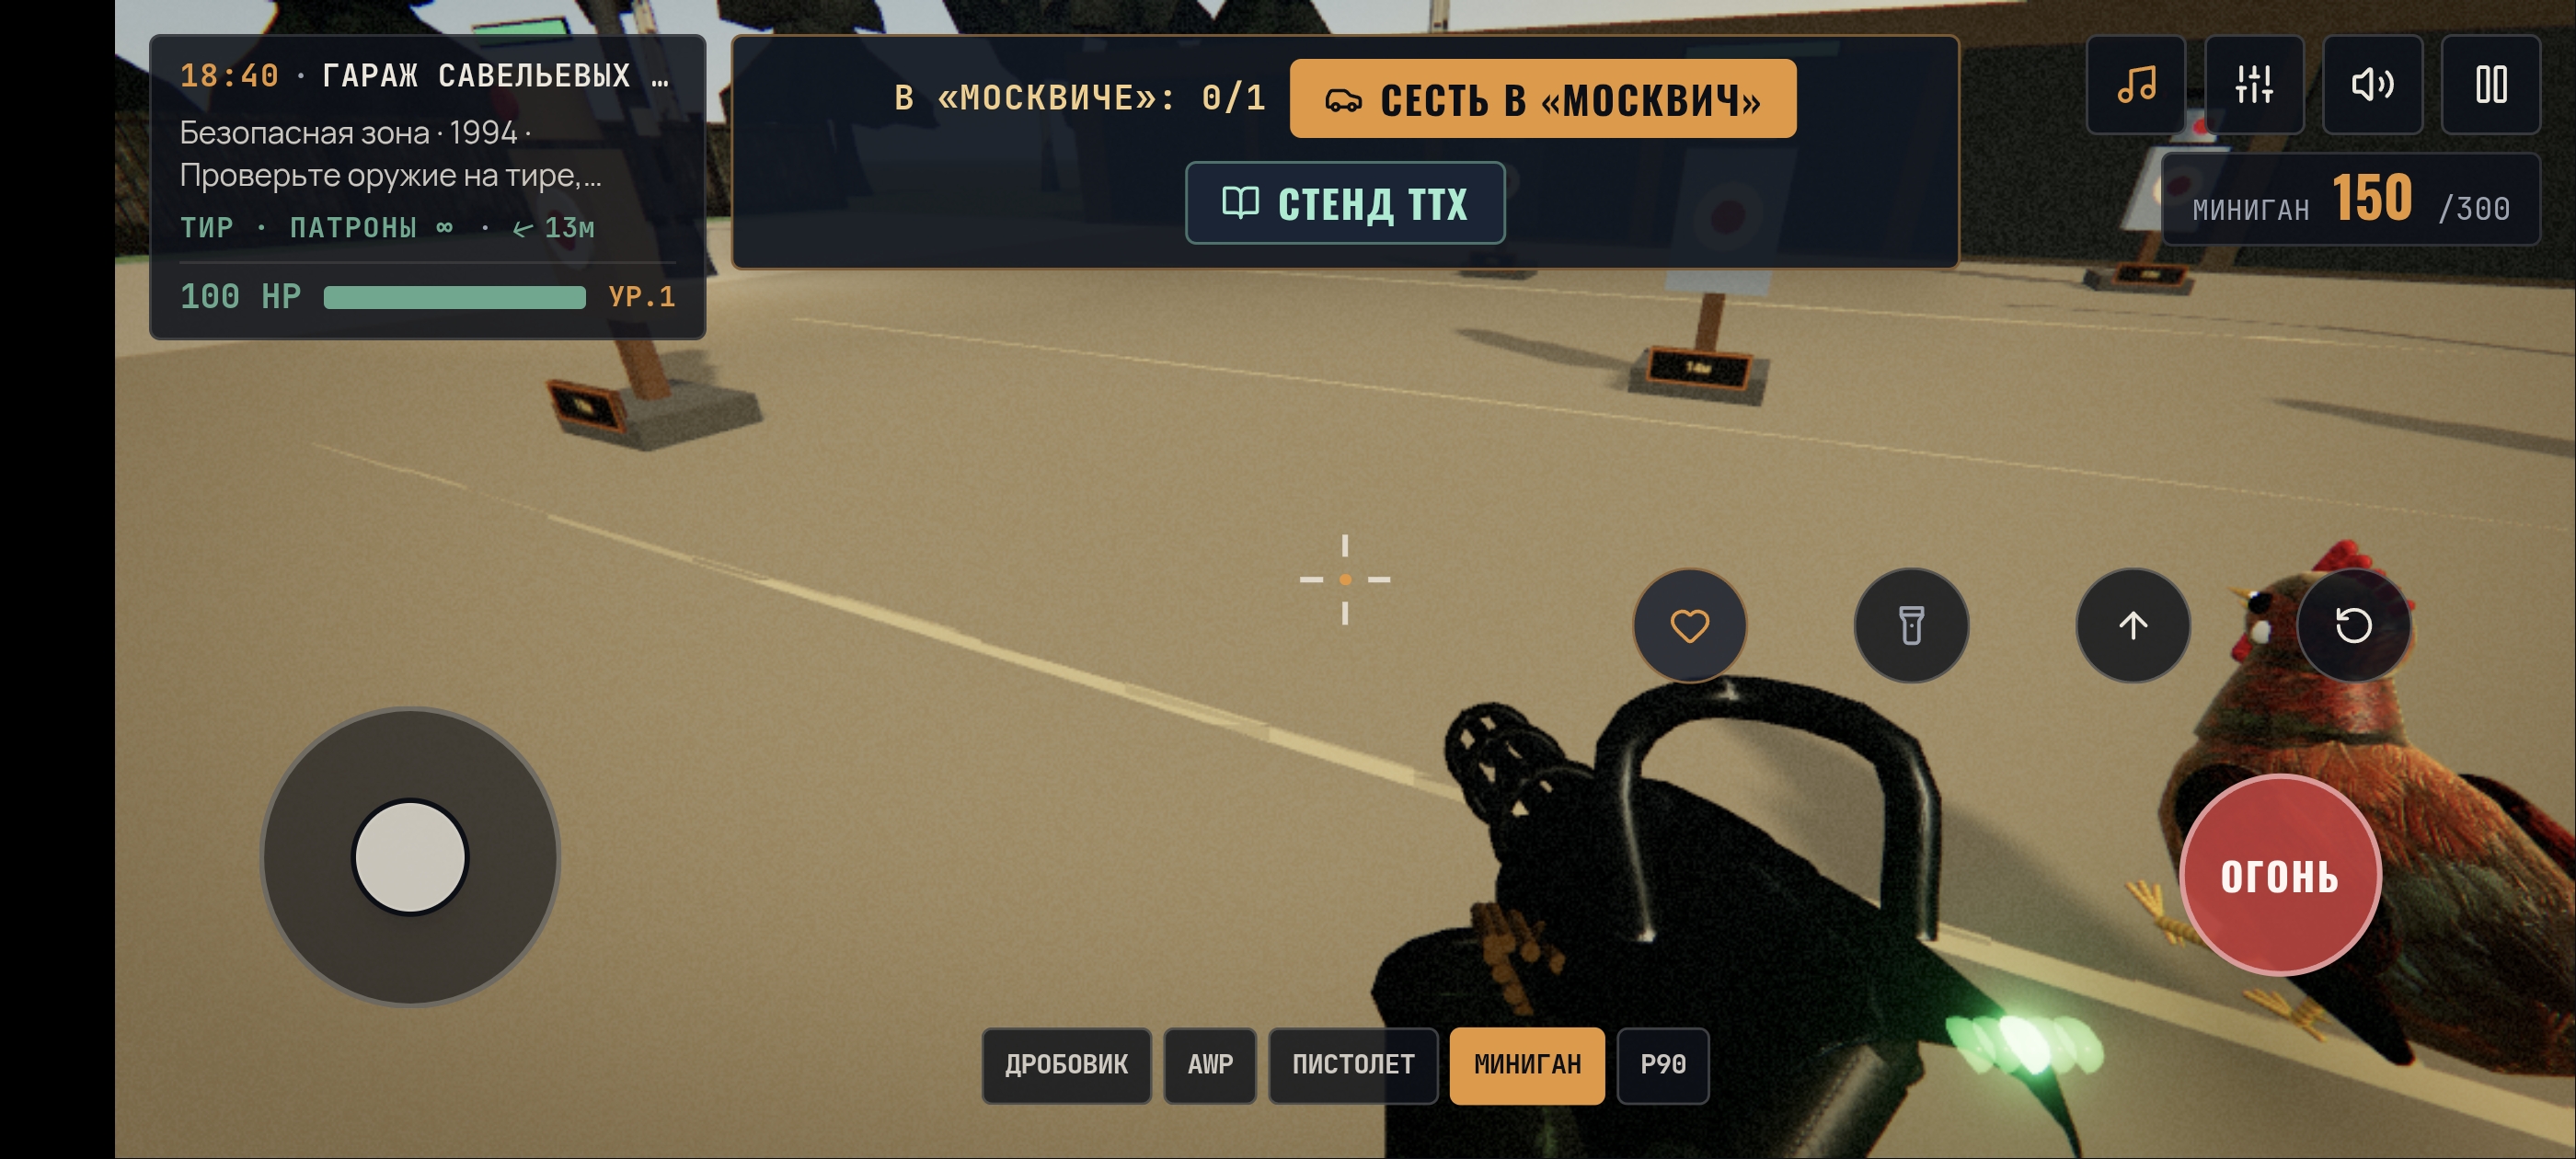 18:40 · ГАРАЖ САВЕЛЬЕВЫХ …
Безопасная зона · 1994 ·
Проверьте оружие на тире,…
ТИР · ПАТРОНЫ ∞ · ← 13м
100 HP УР.1
В «МОСКВИЧЕ»: 0/1
СЕСТЬ В «МОСКВИЧ»
СТЕНД ТТХ
МИНИГАН 150 /300
14м
ОГОНЬ
ДРОБОВИК AWP ПИСТОЛЕТ МИНИГАН P90